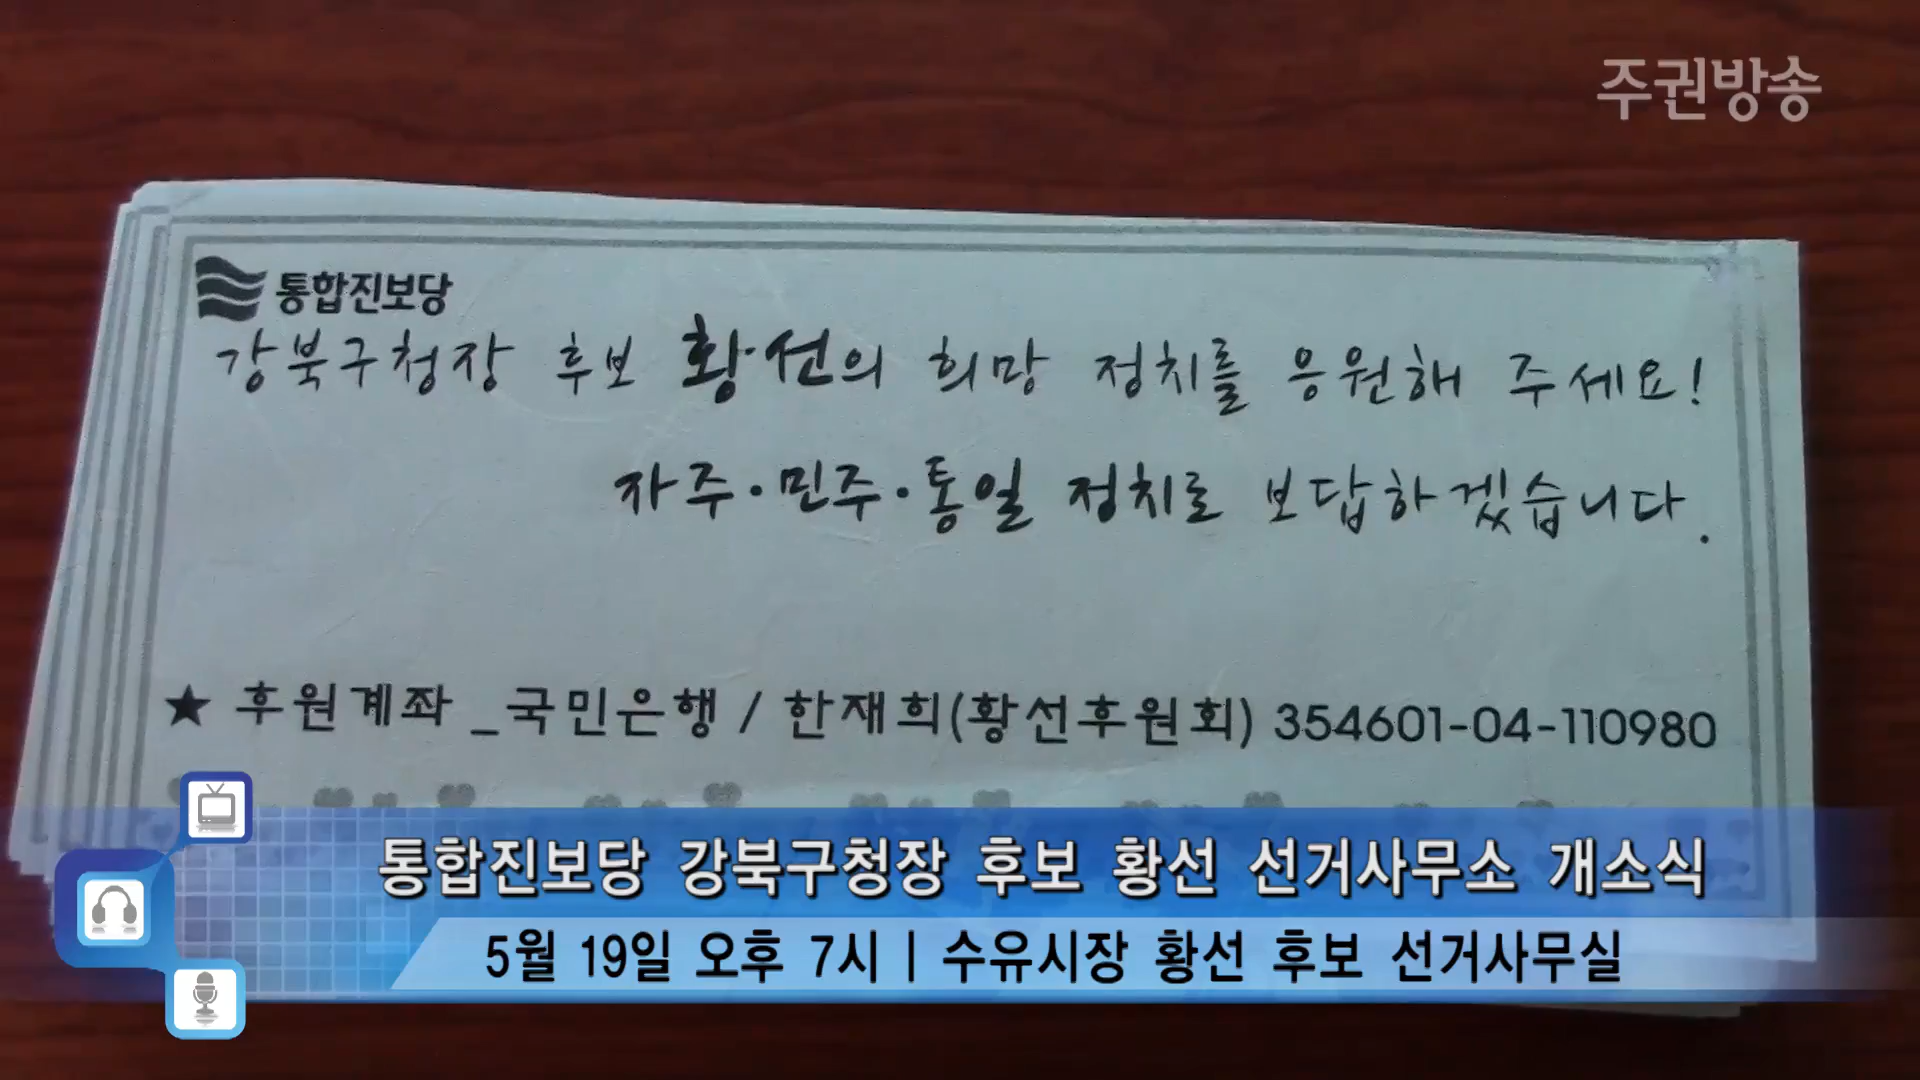 주권방송
통합진보당
강북구청장 후보 황선의 희망 정치를 응원해 주세요!
자주·민주·통일 정치로 보답하겠습니다.
★ 후원계좌 _국민은행 / 한재희(황선후원회) 354601-04-110980
통합진보당 강북구청장 후보 황선 선거사무소 개소식
5월 19일 오후 7시 | 수유시장 황선 후보 선거사무실